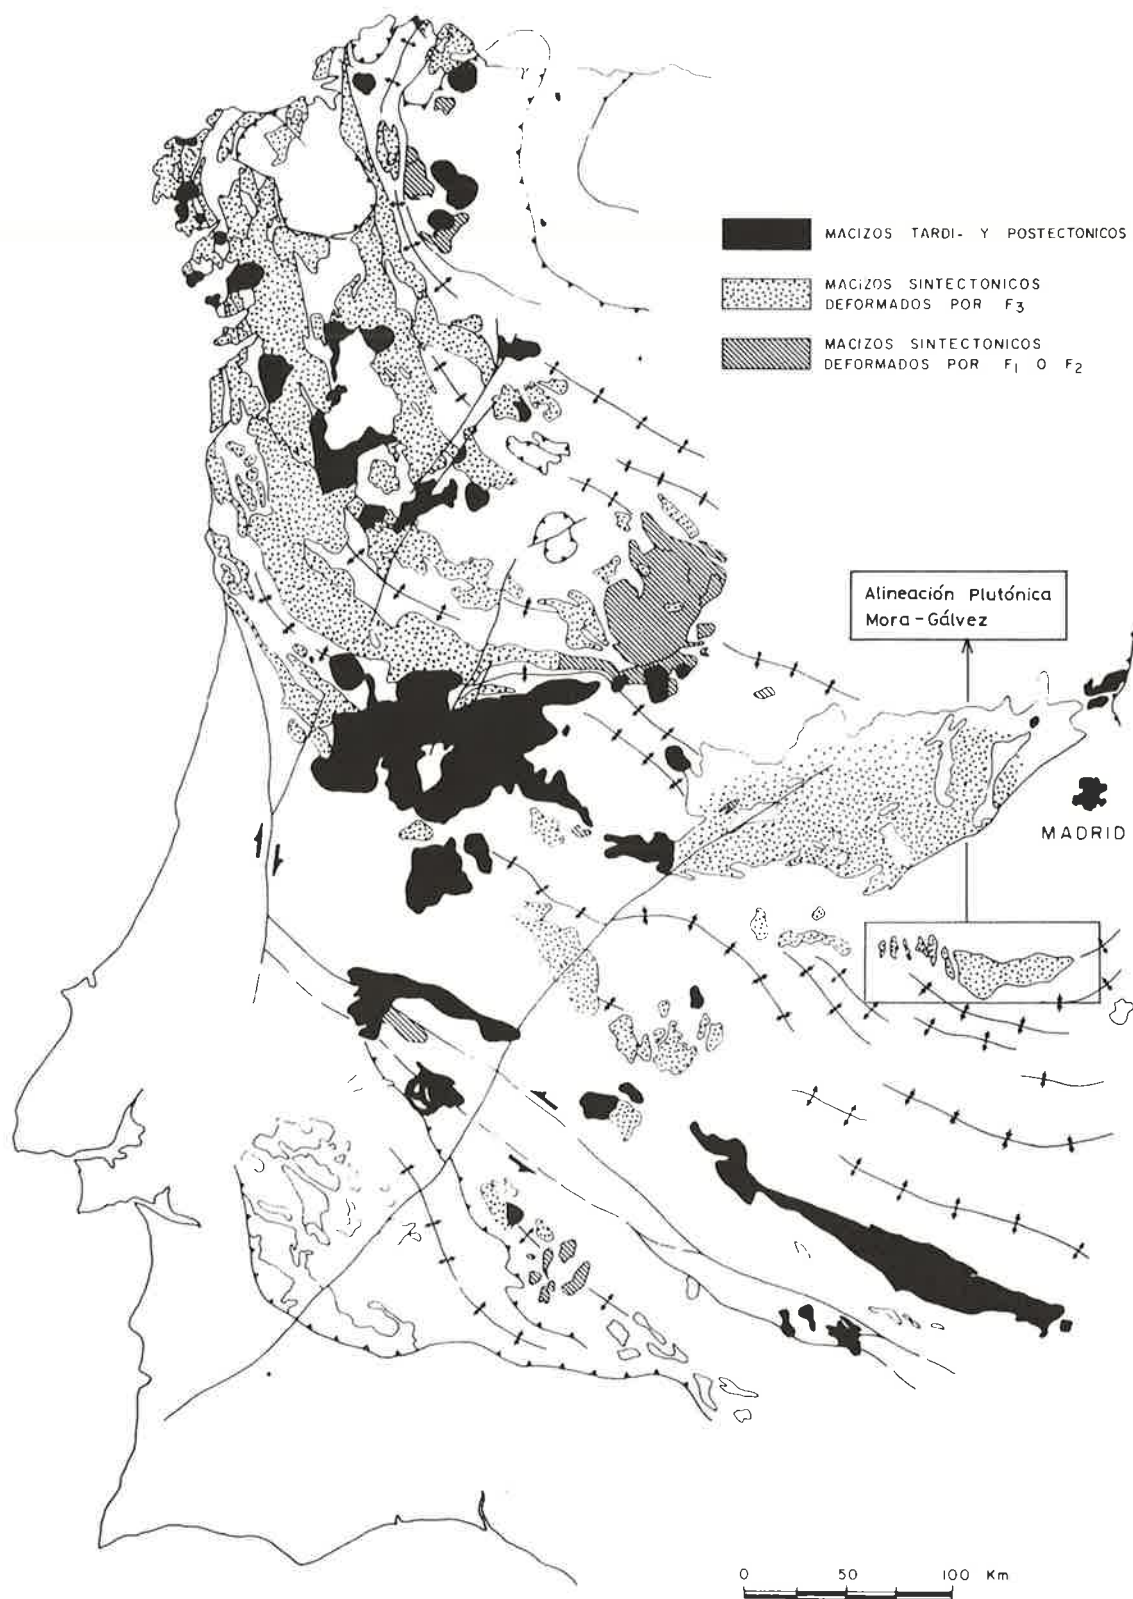 MACIZOS TARDI- Y POSTECTONICOS
MACIZOS SINTECTONICOS
DEFORMADOS POR F3
MACIZOS SINTECTONICOS
DEFORMADOS POR F1 O F2
Alineación Plutónica
Mora-Gálvez
MADRID
0 50 100 Km